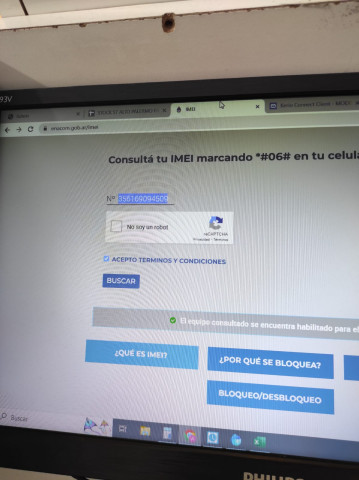 93V
IMEI
enacom.gob.ar/imei
Consultá tu IMEI marcando *#06# en tu celula
Nº
No soy un robot
reCAPTCHA
Privacidad - Términos
ACEPTO TERMINOS Y CONDICIONES
BUSCAR
El equipo consultado se encuentra habilitado para el
¿QUÉ ES IMEI?
¿POR QUÉ SE BLOQUEA?
BLOQUEO/DESBLOQUEO
Buscar
PHILIPS